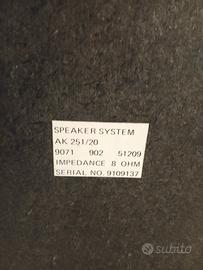 SPEAKER SYSTEM
AK 251/20
9071 902 51209
IMPEDANCE 8 OHM
SERIAL NO. 9109137
subito